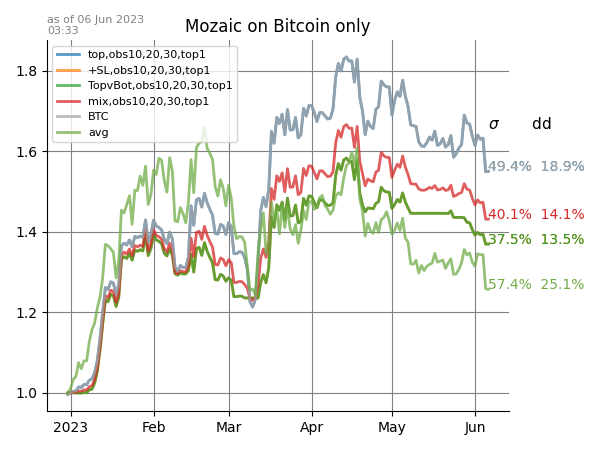 as of 06 Jun 2023
03:33
Mozaic on Bitcoin only
top,obs10,20,30,top1
+SL,obs10,20,30,top1
TopvBot,obs10,20,30,top1
mix,obs10,20,30,top1
BTC
avg
σ dd
49.4% 18.9%
40.1% 14.1%
37.5% 13.5%
57.4% 25.1%
1.8
1.6
1.4
1.2
1.0
2023 Feb Mar Apr May Jun